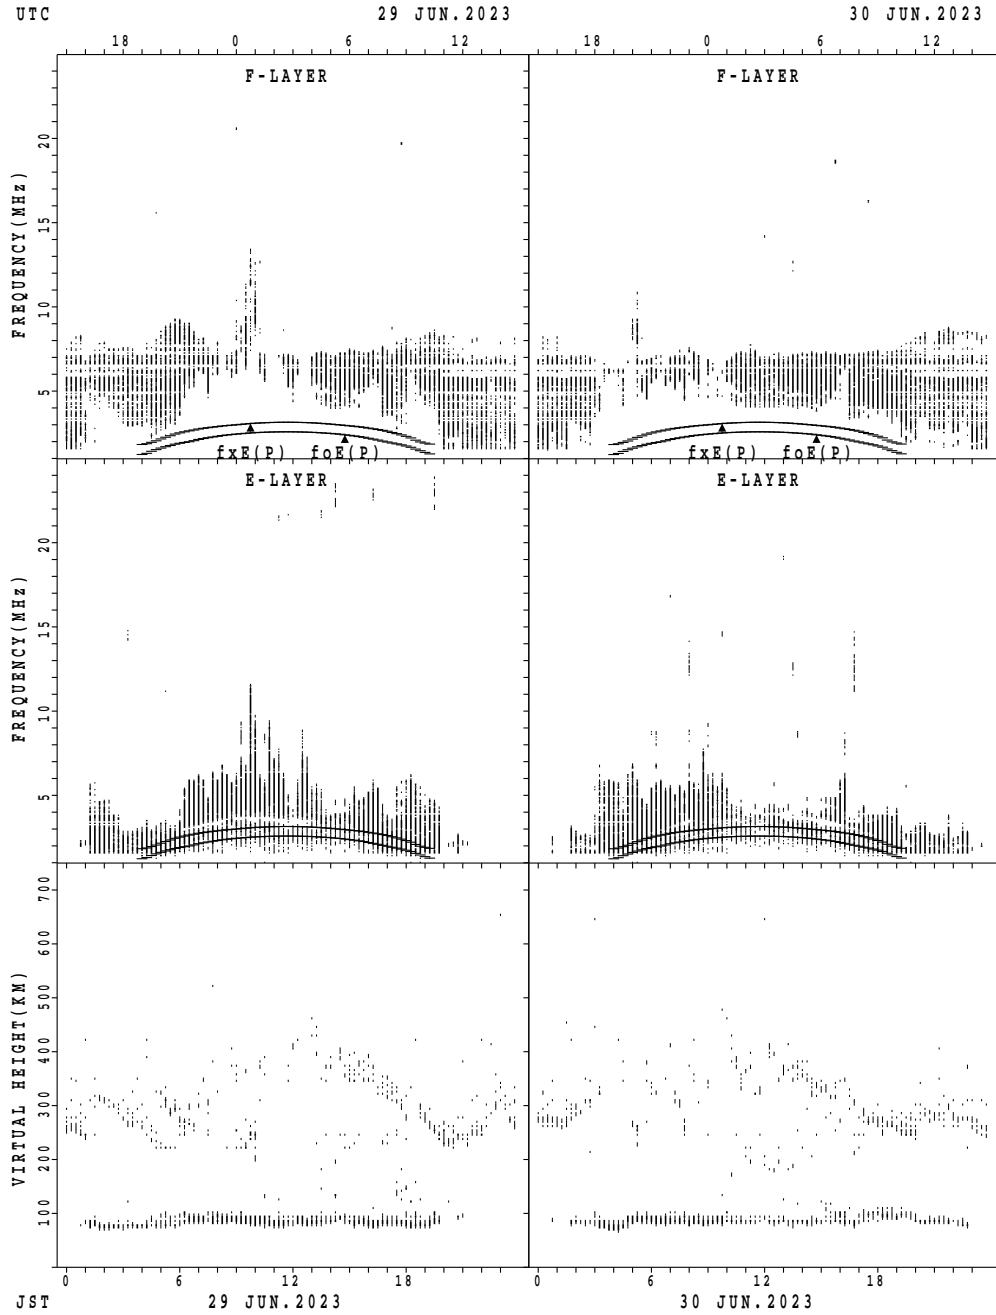 UTC 29 JUN.2023 30 JUN.2023
18 0 6 12 18 0 6 12
F-LAYER F-LAYER
FREQUENCY(MHz)
20
15
10
5
fxE(P) foE(P) fxE(P) foE(P)
E-LAYER E-LAYER
FREQUENCY(MHz)
20
15
10
5
VIRTUAL HEIGHT(KM)
700
600
500
400
300
200
100
0 6 12 18 0 6 12 18
JST 29 JUN.2023 30 JUN.2023